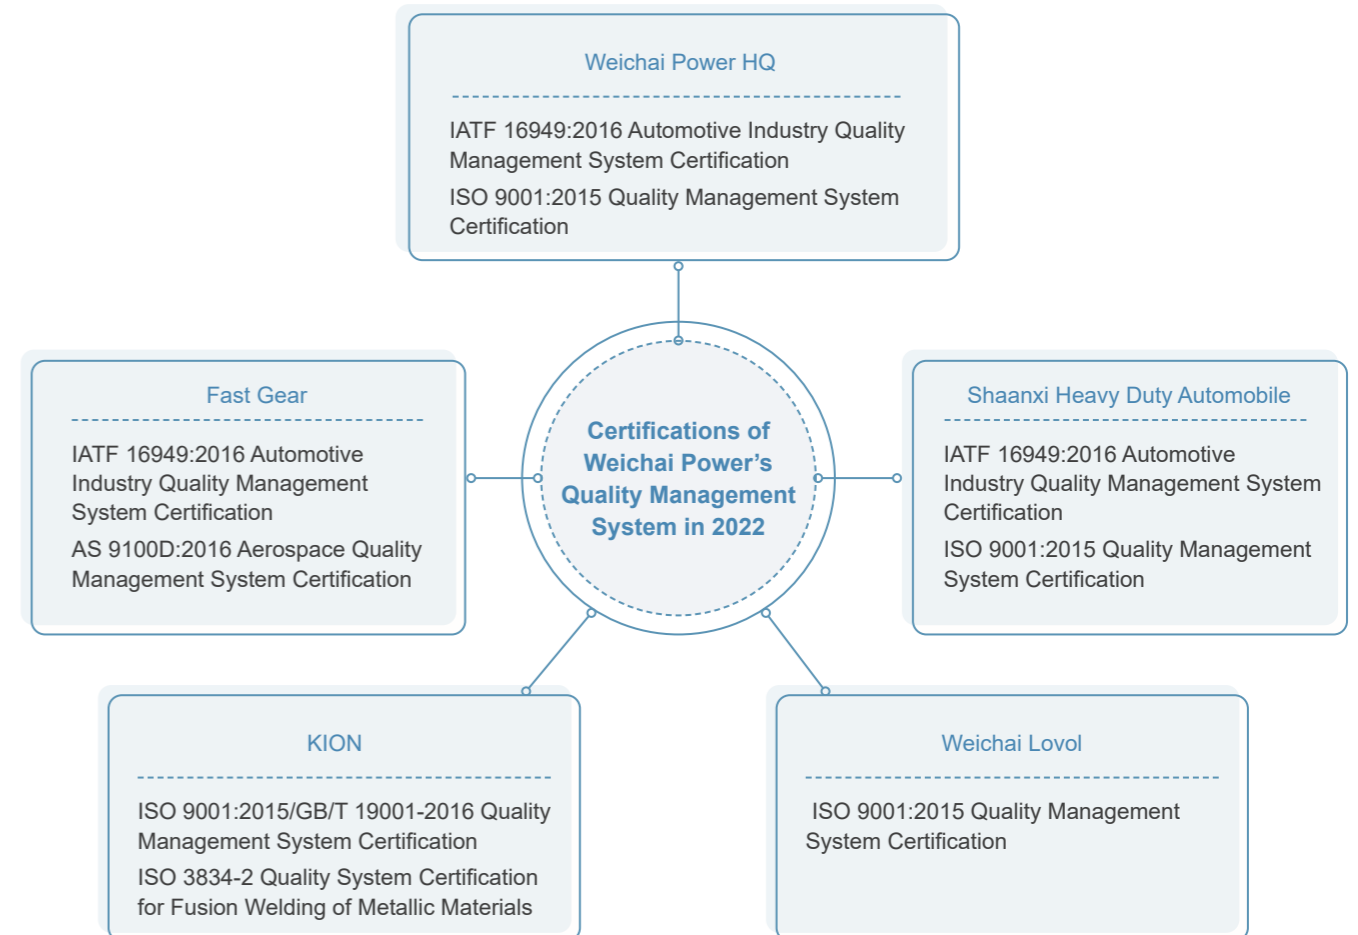 Weichai Power HQ
IATF 16949:2016 Automotive Industry Quality
Management System Certification
ISO 9001:2015 Quality Management System
Certification
Fast Gear
IATF 16949:2016 Automotive
Industry Quality Management
System Certification
AS 9100D:2016 Aerospace Quality
Management System Certification
Certifications of
Weichai Power’s
Quality Management
System in 2022
Shaanxi Heavy Duty Automobile
IATF 16949:2016 Automotive
Industry Quality Management System
Certification
ISO 9001:2015 Quality Management
System Certification
KION
ISO 9001:2015/GB/T 19001-2016 Quality
Management System Certification
ISO 3834-2 Quality System Certification
for Fusion Welding of Metallic Materials
Weichai Lovol
ISO 9001:2015 Quality Management
System Certification